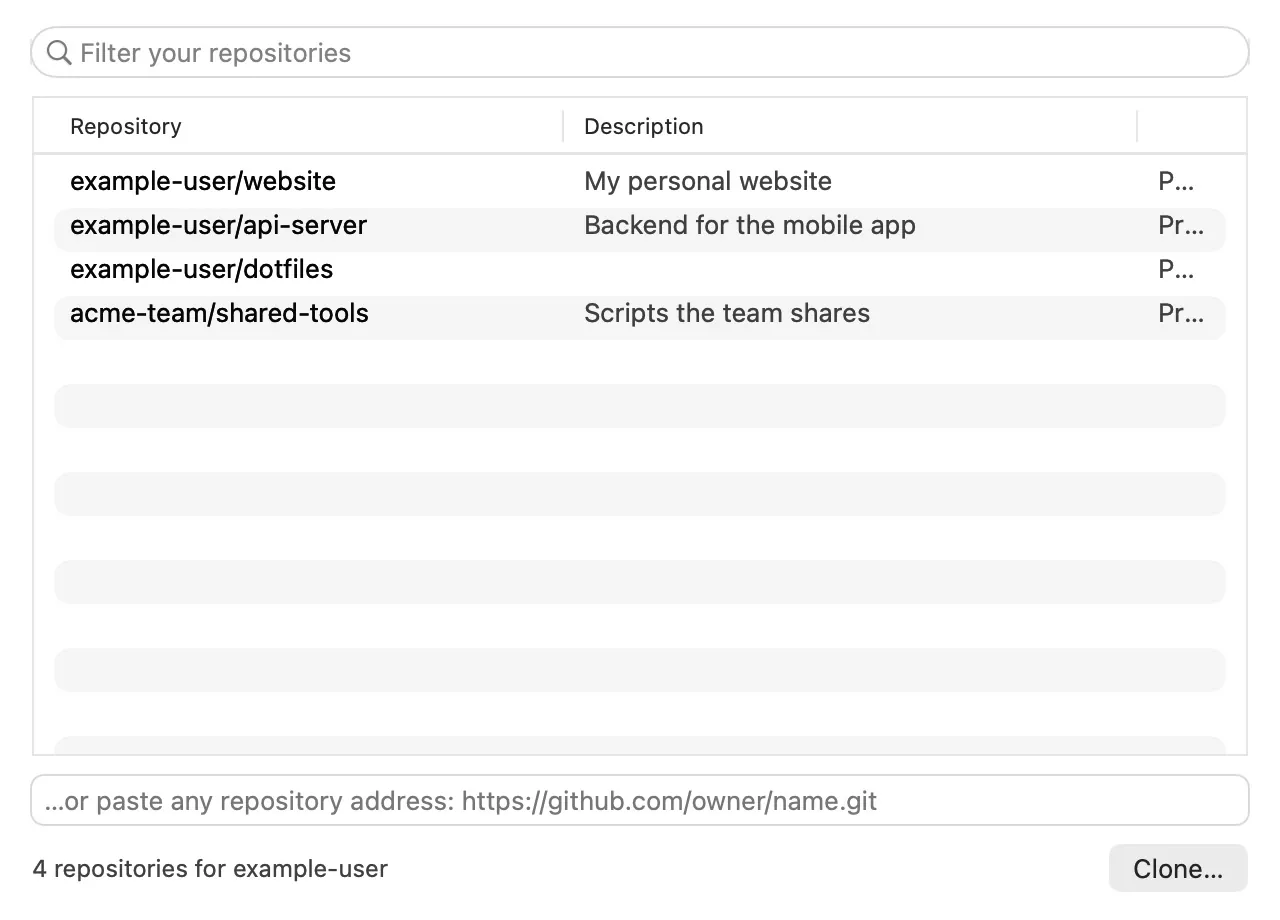 Filter your repositories
Repository Description
example-user/website My personal website P...
example-user/api-server Backend for the mobile app Pr...
example-user/dotfiles P...
acme-team/shared-tools Scripts the team shares Pr...
...or paste any repository address: https://github.com/owner/name.git
4 repositories for example-user Clone...